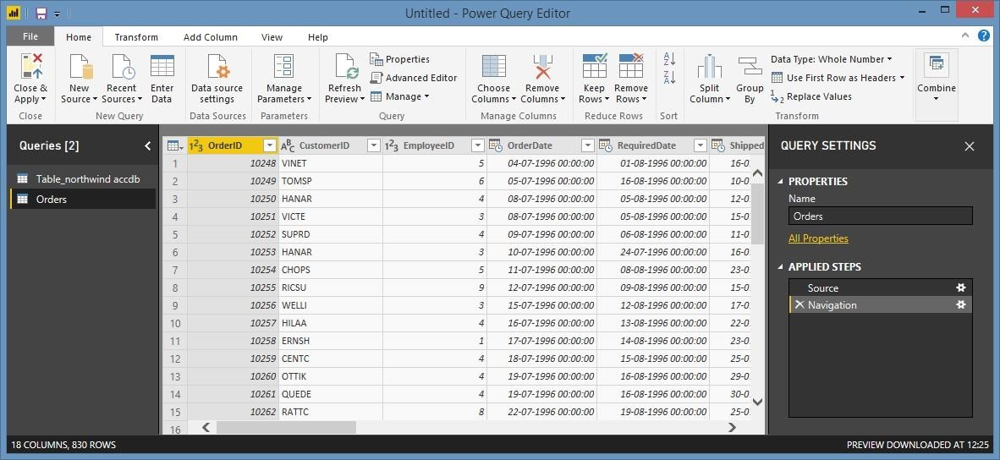 Untitled - Power Query Editor
File Home Transform Add Column View Help
Close & Apply
New Source
Recent Sources
Enter Data
Data source settings
Manage Parameters
Refresh Preview
Properties
Advanced Editor
Manage
Choose Columns
Remove Columns
Keep Rows
Remove Rows
Split Column
Group By
Data Type: Whole Number
Use First Row as Headers
Replace Values
Combine
Close New Query Data Sources Parameters Query Manage Columns Reduce Rows Sort Transform
Queries [2]
Table_northwind accdb
Orders
OrderID CustomerID EmployeeID OrderDate RequiredDate Shipped
1 10248 VINET 5 04-07-1996 00:00:00 01-08-1996 00:00:00 16-0
2 10249 TOMSP 6 05-07-1996 00:00:00 16-08-1996 00:00:00 10-0
3 10250 HANAR 4 08-07-1996 00:00:00 05-08-1996 00:00:00 12-0
4 10251 VICTE 3 08-07-1996 00:00:00 05-08-1996 00:00:00 15-0
5 10252 SUPRD 4 09-07-1996 00:00:00 06-08-1996 00:00:00 11-0
6 10253 HANAR 3 10-07-1996 00:00:00 24-07-1996 00:00:00 16-0
7 10254 CHOPS 5 11-07-1996 00:00:00 08-08-1996 00:00:00 23-0
8 10255 RICSU 9 12-07-1996 00:00:00 09-08-1996 00:00:00 15-0
9 10256 WELLI 3 15-07-1996 00:00:00 12-08-1996 00:00:00 17-0
10 10257 HILAA 4 16-07-1996 00:00:00 13-08-1996 00:00:00 22-0
11 10258 ERNSH 1 17-07-1996 00:00:00 14-08-1996 00:00:00 23-0
12 10259 CENTC 4 18-07-1996 00:00:00 15-08-1996 00:00:00 25-0
13 10260 OTTIK 4 19-07-1996 00:00:00 16-08-1996 00:00:00 29-0
14 10261 QUEDE 4 19-07-1996 00:00:00 16-08-1996 00:00:00 30-0
15 10262 RATTC 8 22-07-1996 00:00:00 19-08-1996 00:00:00 25-0
16
QUERY SETTINGS
PROPERTIES
Name
Orders
All Properties
APPLIED STEPS
Source
Navigation
18 COLUMNS, 830 ROWS
PREVIEW DOWNLOADED AT 12:25